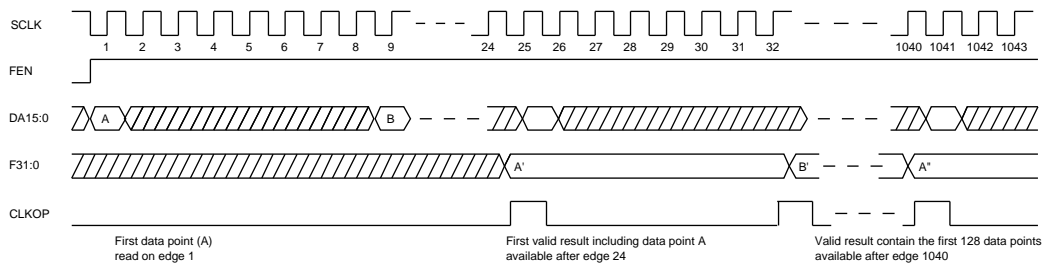 SCLK
1 2 3 4 5 6 7 8 9 24 25 26 27 28 29 30 31 32 1040 1041 1042 1043
FEN
DA15:0 A B
F31:0 A' B' A"
CLKOP
First data point (A)
read on edge 1
First valid result including data point A
available after edge 24
Valid result contain the first 128 data points
available after edge 1040